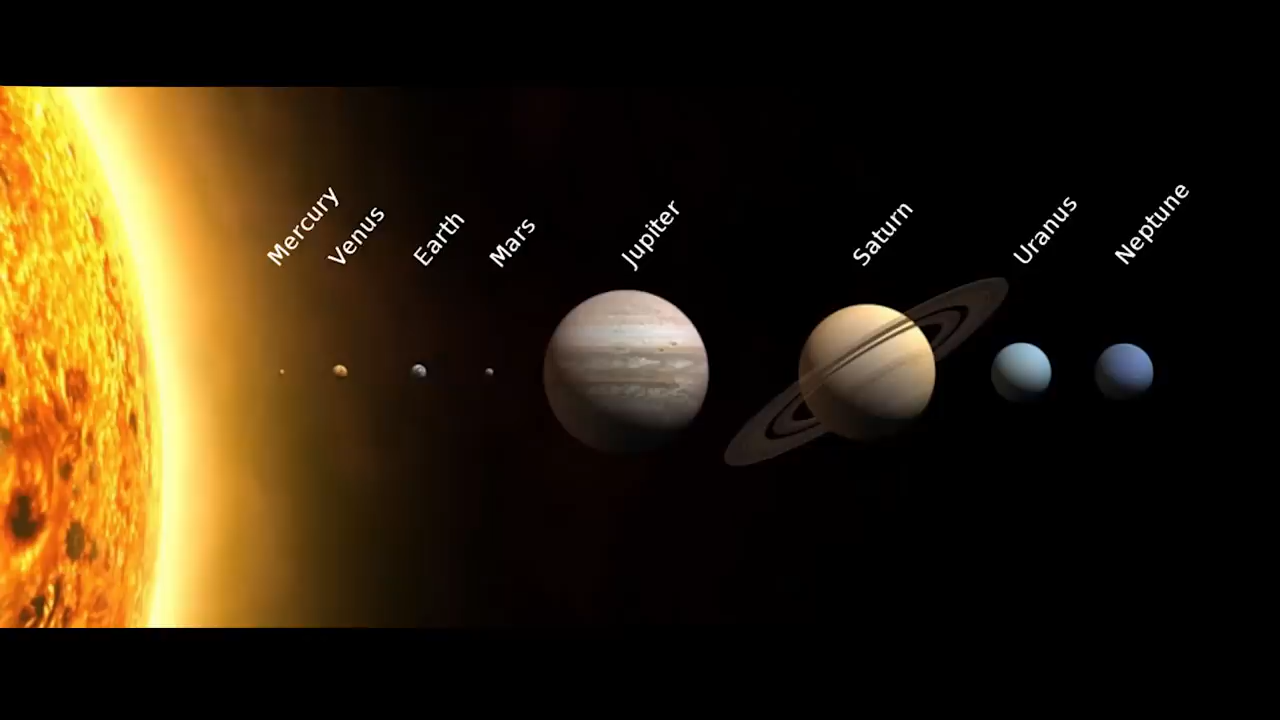 Mercury
Venus
Earth
Mars
Jupiter
Saturn
Uranus
Neptune